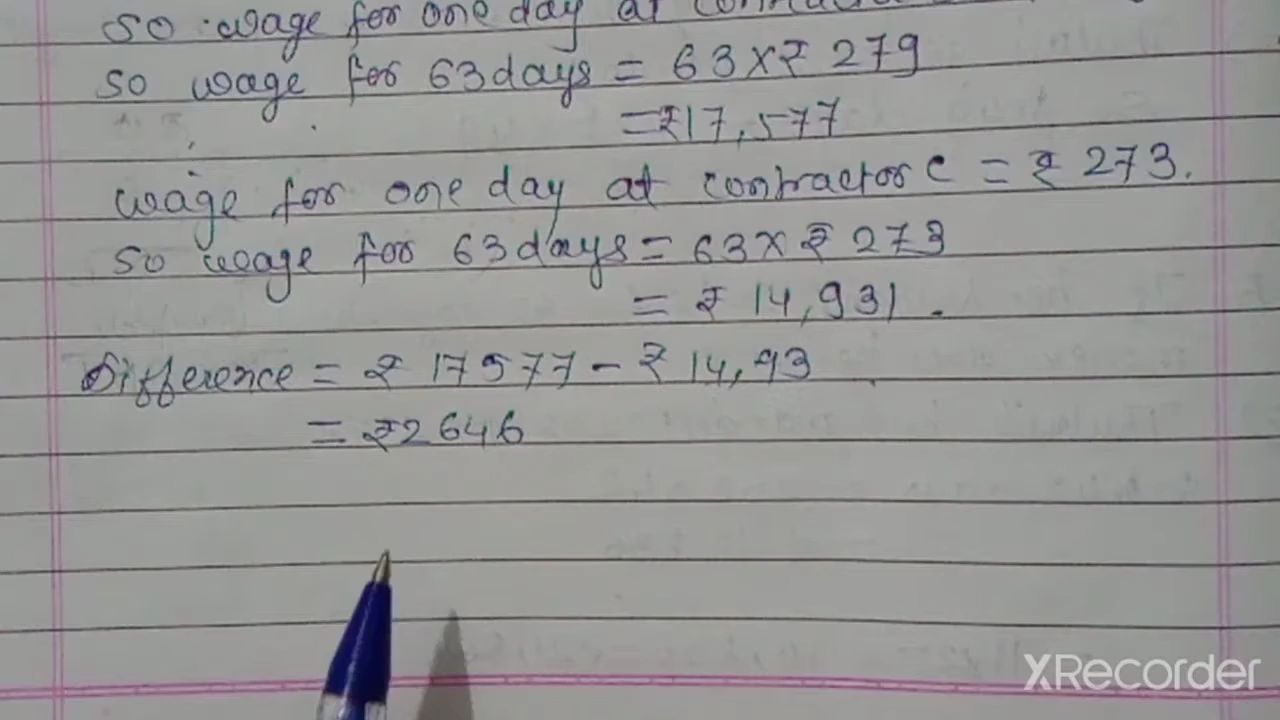 so wage for one day at
so wage for 63 days = 63 x ₹ 279
= ₹17,577
wage for one day at contractor C = ₹ 273.
so wage for 63 days = 63 x ₹ 273
= ₹ 14,931.
Difference = ₹ 17577 - ₹ 14,93
= ₹2646
XRecorder